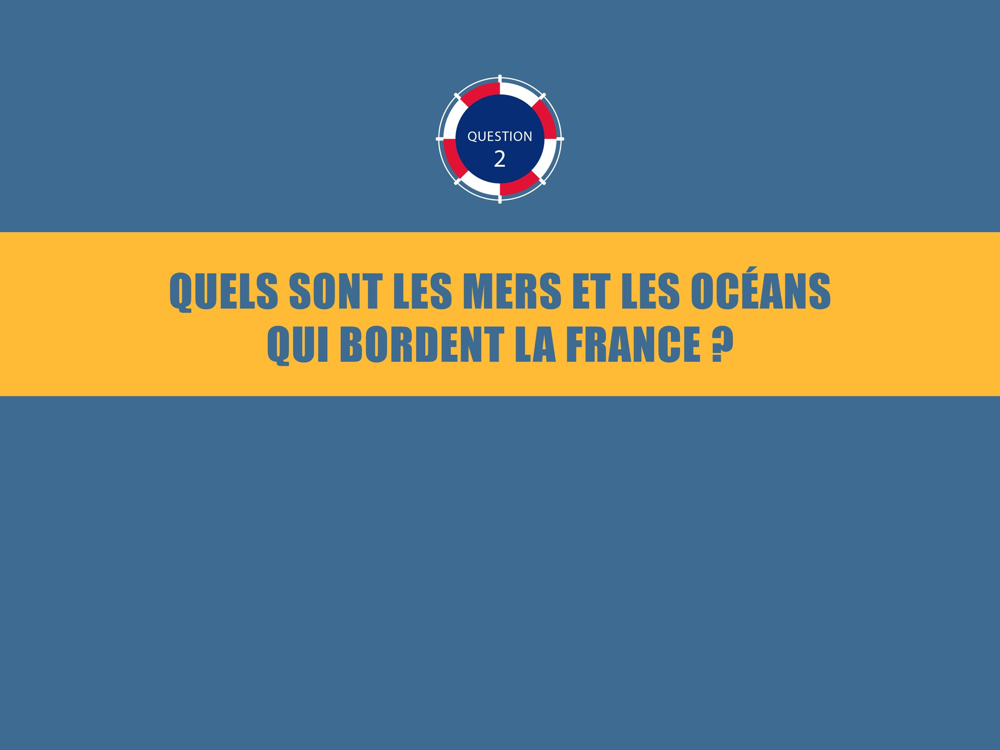 QUESTION
2
QUELS SONT LES MERS ET LES OCÉANS
QUI BORDENT LA FRANCE ?